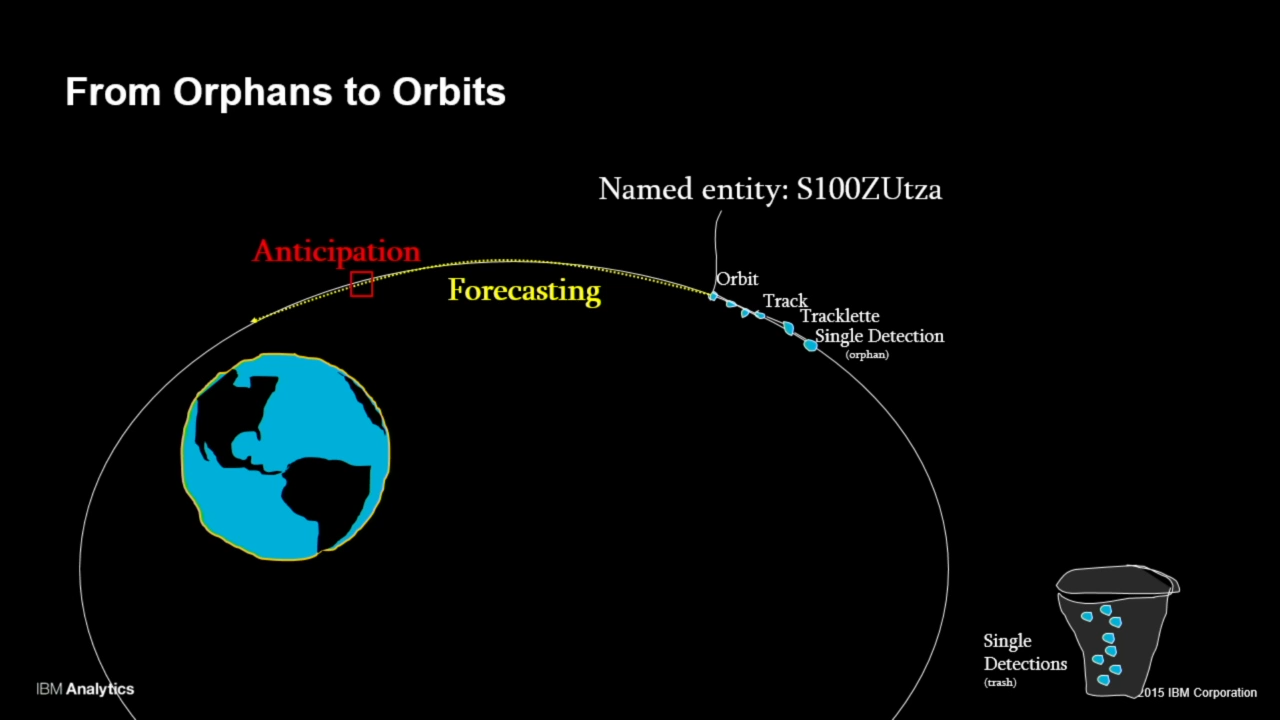 From Orphans to Orbits
Named entity: S100ZUtza
Anticipation
Forecasting
Orbit
Track
Tracklette
Single Detection
(orphan)
Single
Detections
(trash)
IBM Analytics
2015 IBM Corporation